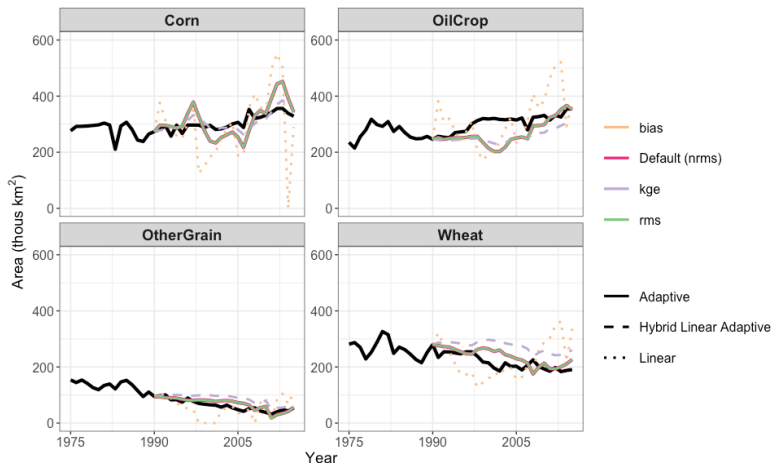 Corn
OilCrop
600
400
200
0
600
400
200
0
OtherGrain
Wheat
600
400
200
0
600
400
200
0
1975
1990
2005
1975
1990
2005
Year
Area (thous km²)
bias
Default (nrms)
kge
rms
Adaptive
Hybrid Linear Adaptive
Linear